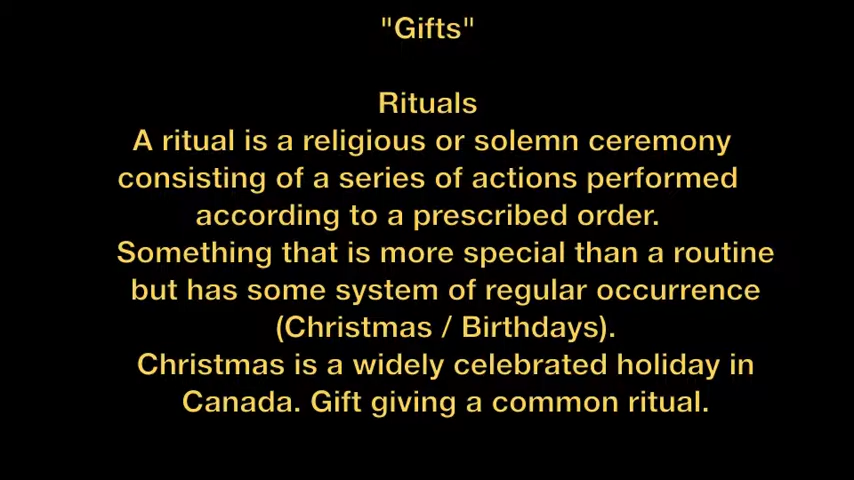 "Gifts"
Rituals
A ritual is a religious or solemn ceremony
consisting of a series of actions performed
according to a prescribed order.
Something that is more special than a routine
but has some system of regular occurrence
(Christmas / Birthdays).
Christmas is a widely celebrated holiday in
Canada. Gift giving a common ritual.